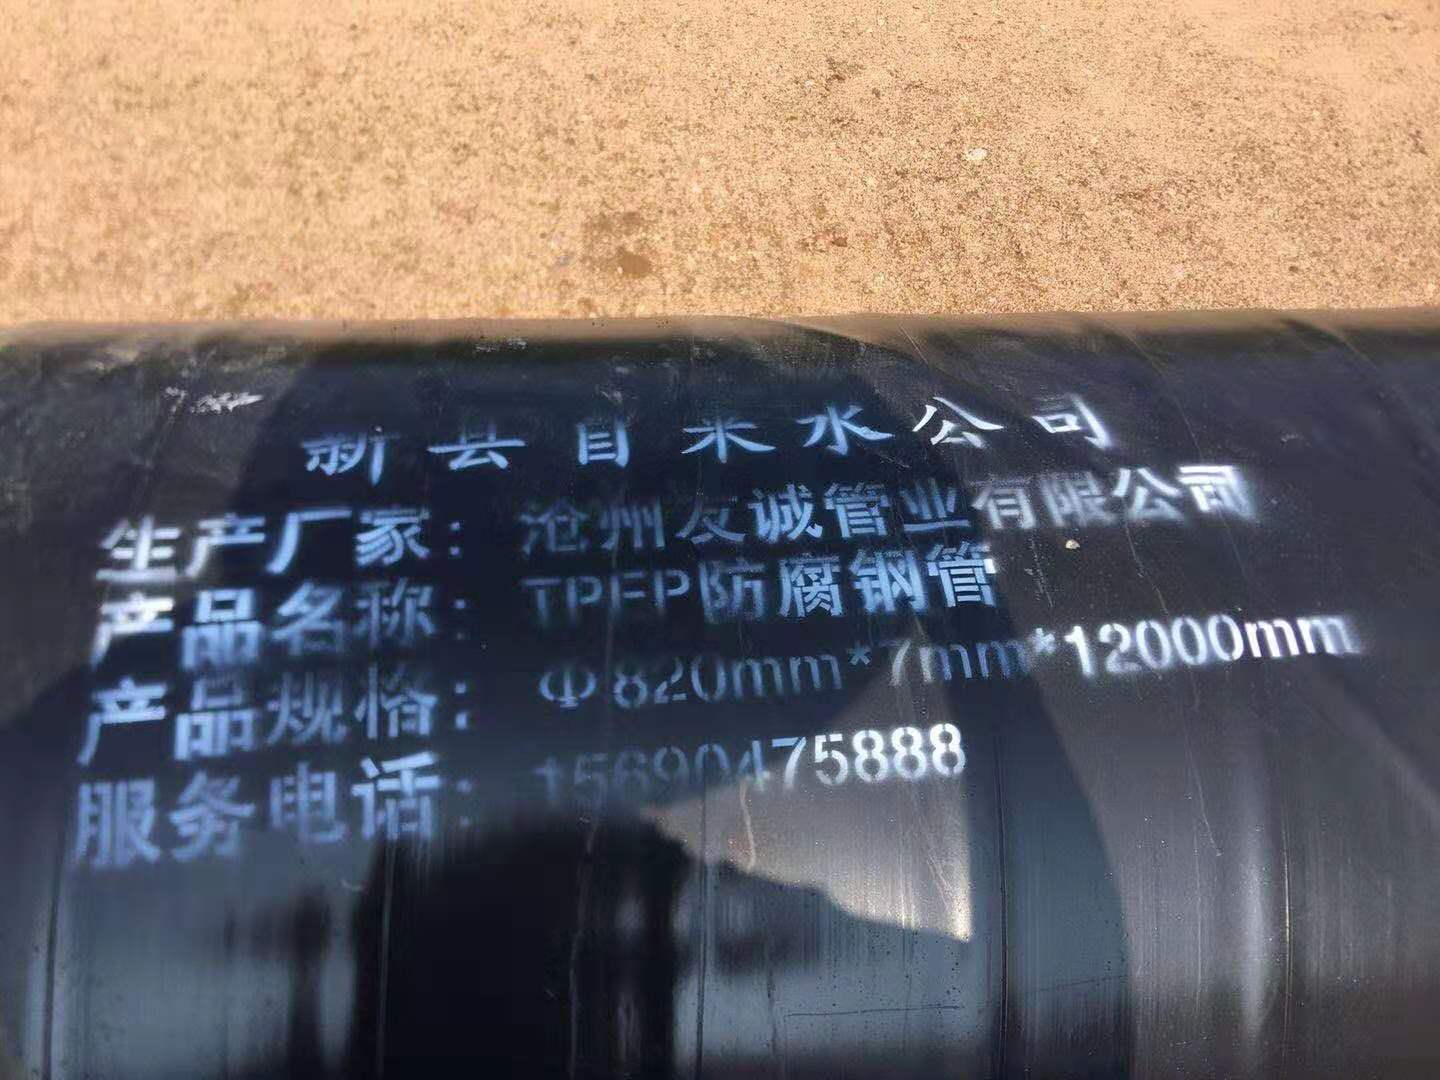 新县自来水公司
生产厂家：沧州友诚管业有限公司
产品名称：TPEP防腐钢管
产品规格：Φ820mm*7mm*12000mm
服务电话：15690475888